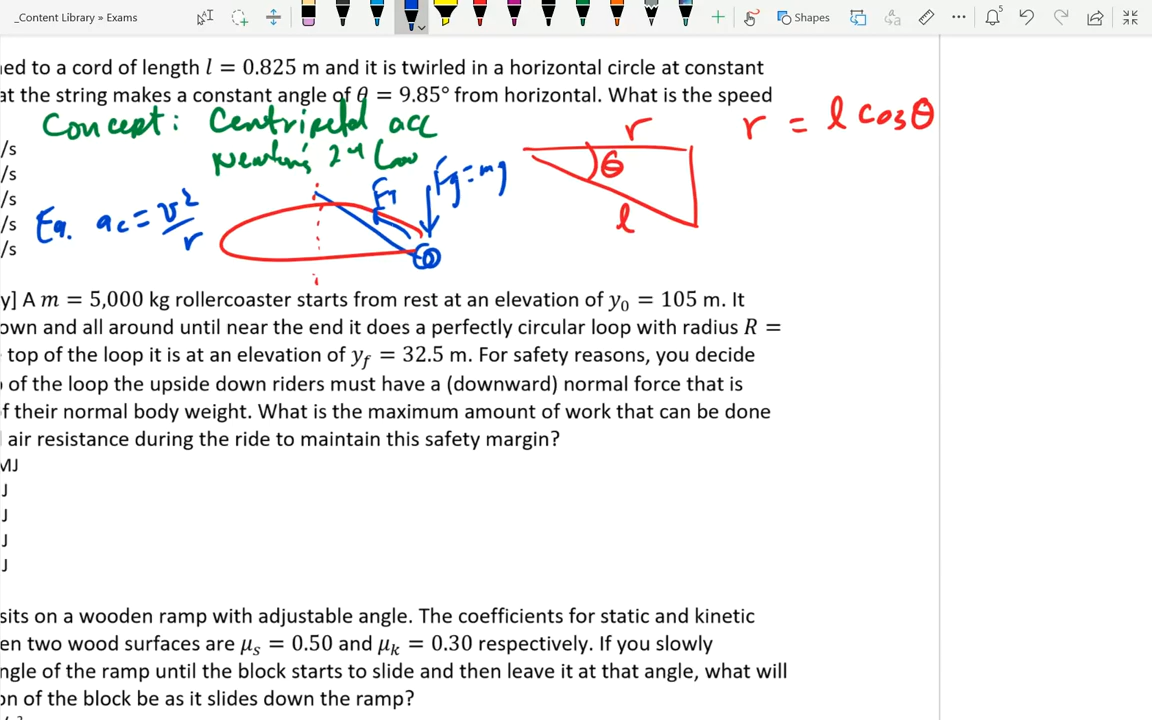 _Content Library » Exams
Shapes
5
ed to a cord of length l = 0.825 m and it is twirled in a horizontal circle at constant
at the string makes a constant angle of θ = 9.85° from horizontal. What is the speed
Concept: Centripetal acc
Newton's 2nd Law
r
r = l cosθ
/s
/s
/s
/s
/s
θ
l
FT
Fg=mg
Eq. ac = v²/r
y] A m = 5,000 kg rollercoaster starts from rest at an elevation of y₀ = 105 m. It
own and all around until near the end it does a perfectly circular loop with radius R =
top of the loop it is at an elevation of y_f = 32.5 m. For safety reasons, you decide
of the loop the upside down riders must have a (downward) normal force that is
f their normal body weight. What is the maximum amount of work that can be done
air resistance during the ride to maintain this safety margin?
MJ
J
J
J
J
sits on a wooden ramp with adjustable angle. The coefficients for static and kinetic
en two wood surfaces are μₛ = 0.50 and μₖ = 0.30 respectively. If you slowly
ngle of the ramp until the block starts to slide and then leave it at that angle, what will
on of the block be as it slides down the ramp?